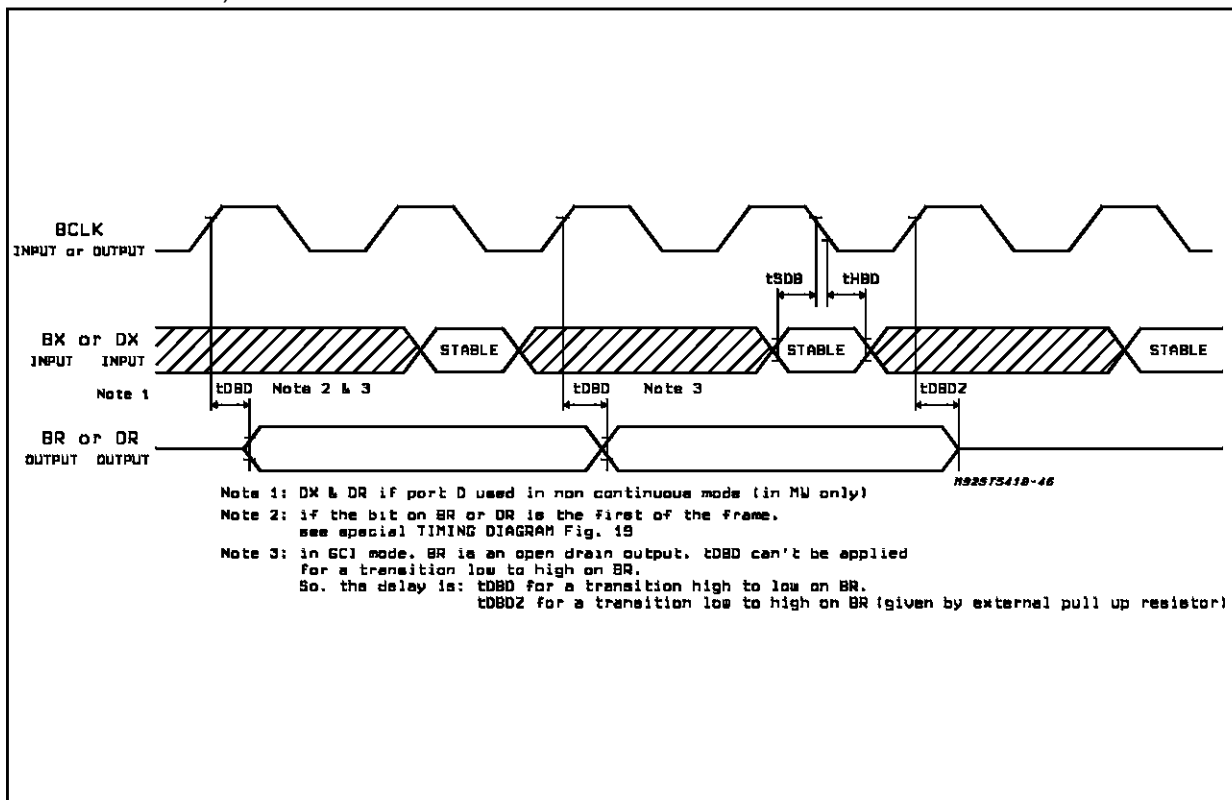 BCLK
INPUT or OUTPUT
tSDB tHBD
BX or DX
INPUT INPUT
STABLE STABLE STABLE
Note 1
tDBD Note 2 & 3 tDBD Note 3 tDBDZ
BR or DR
OUTPUT OUTPUT
M92ST5410-46
Note 1: DX & DR if port D used in non continuous mode (in MW only)
Note 2: if the bit on BR or DR is the first of the frame.
see special TIMING DIAGRAM Fig. 19
Note 3: in GCI mode. BR is an open drain output. tDBD can't be applied
for a transition low to high on BR.
So. the delay is: tDBD for a transition high to low on BR.
tDBDZ for a transition low to high on BR (given by external pull up resistor)